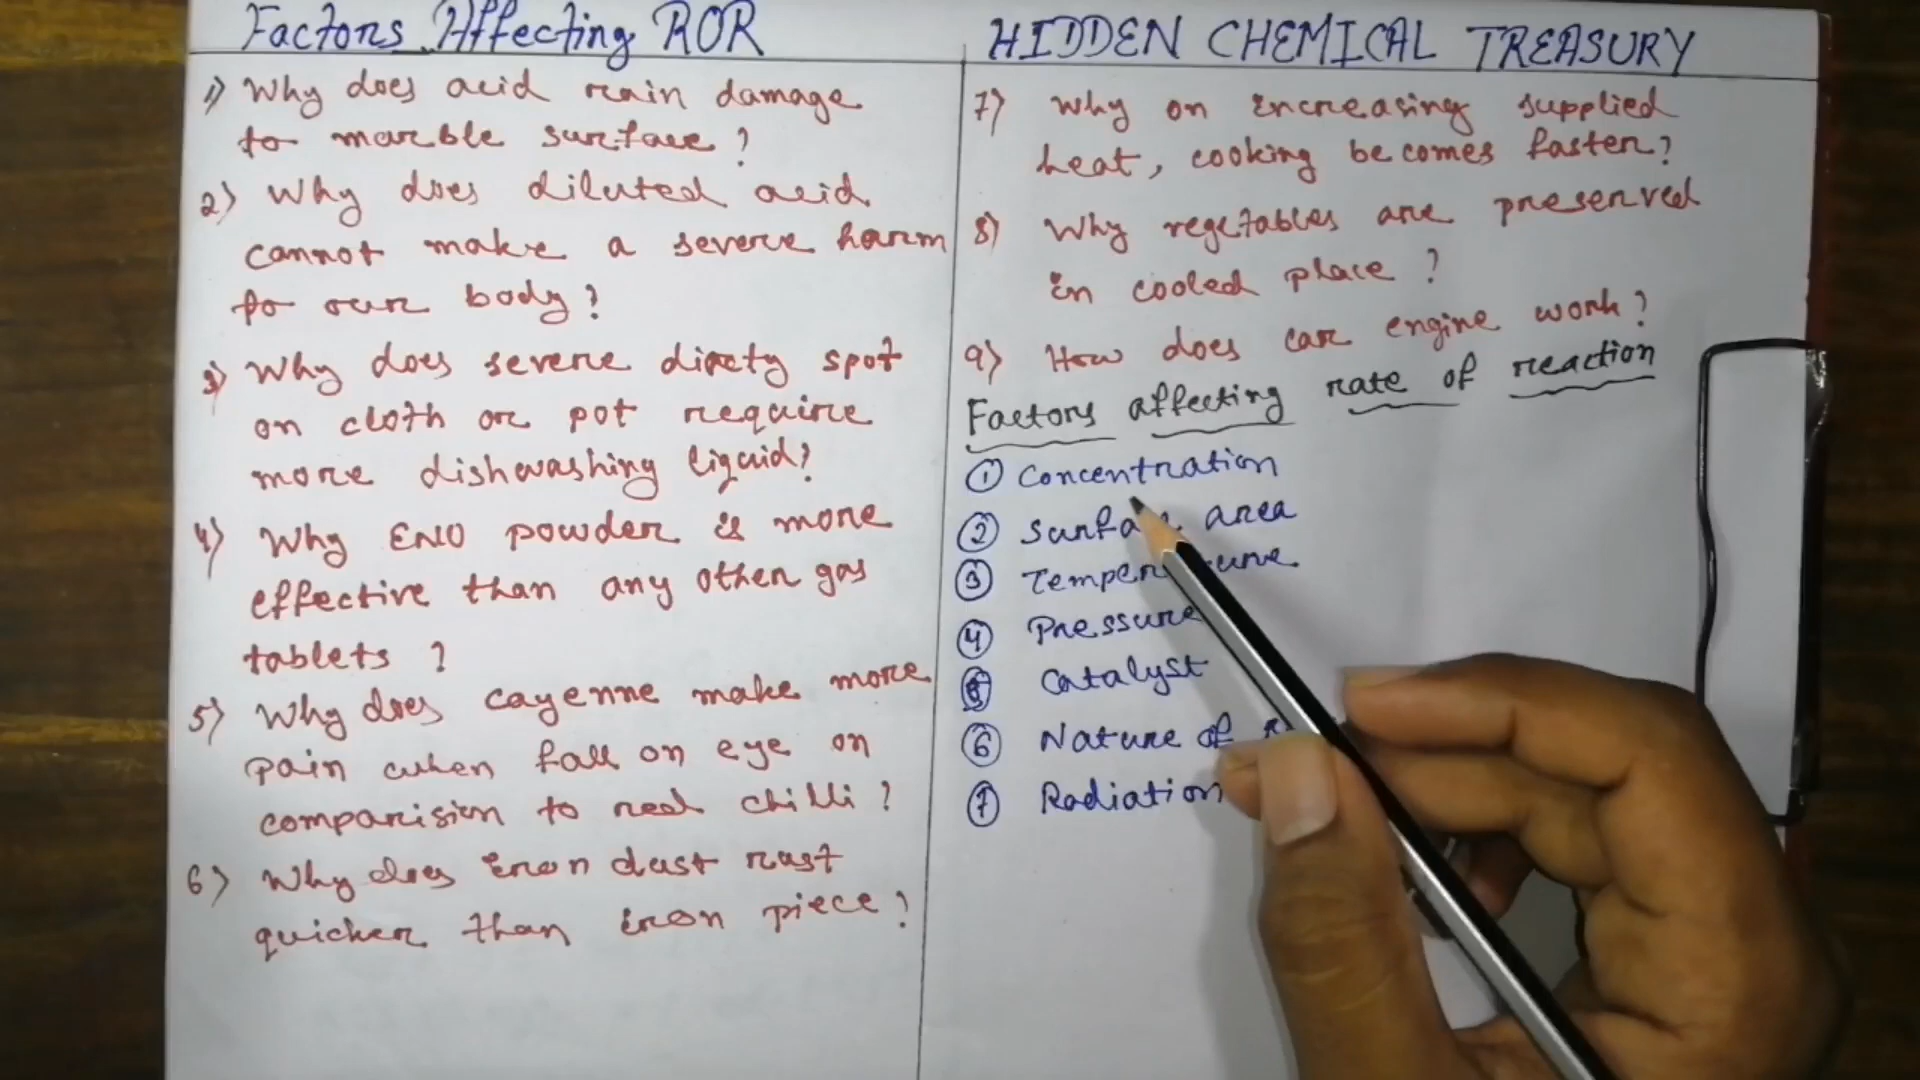 Factors Affecting ROR
1) Why does acid rain damage
to marble surface?
2) Why does diluted acid
cannot make a severe harm
to our body?
3) Why does severe dirty spot
on cloth or pot require
more dishwashing liquid?
4) Why ENO powder is more
effective than any other gas
tablets ?
5) Why does cayenne make more
pain when fall on eye on
comparision to red chilli ?
6) Why does iron dust rust
quicker than iron piece ?
HIDDEN CHEMICAL TREASURY
7) Why on increasing supplied
heat, cooking becomes faster?
8) Why vegetables are preserved
in cooled place ?
9) How does car engine work?
Factors affecting rate of reaction
① Concentration
② Surface area
③ Temperature
④ Pressure
⑤ Catalyst
⑥ Nature of
⑦ Radiation